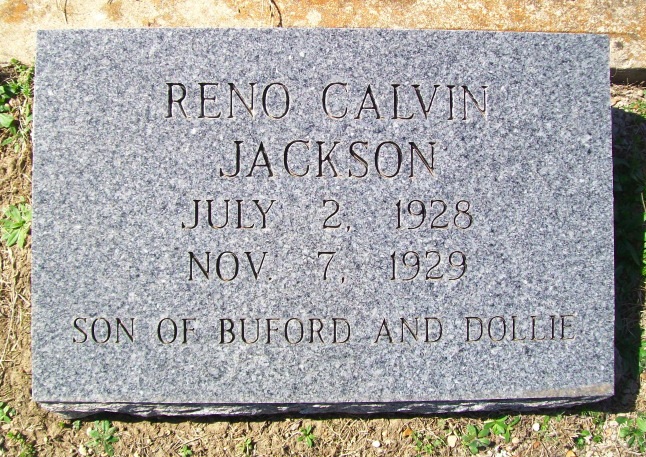 RENO CALVIN
JACKSON
JULY 2, 1928
NOV. 7, 1929
SON OF BUFORD AND DOLLIE